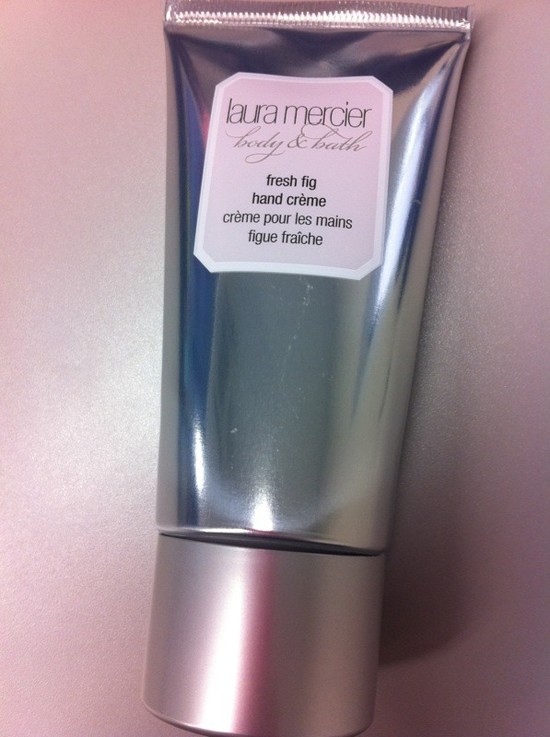 laura mercier
body & bath
fresh fig
hand crème
crème pour les mains
figue fraîche